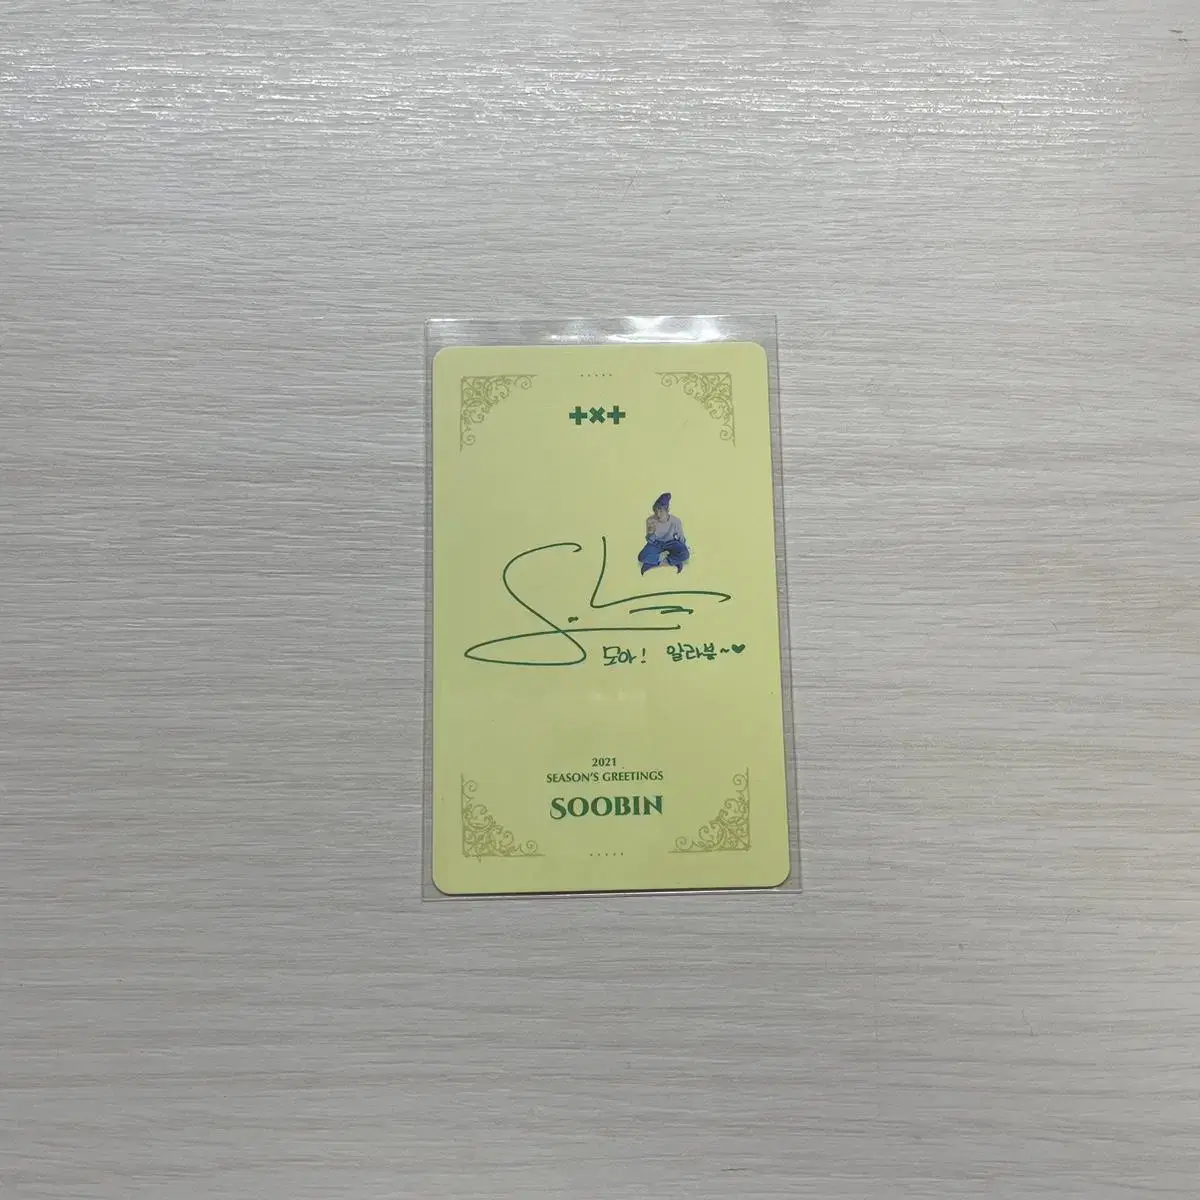 +×+
모아! 알라뷰~♥
2021
SEASON'S GREETINGS
SOOBIN